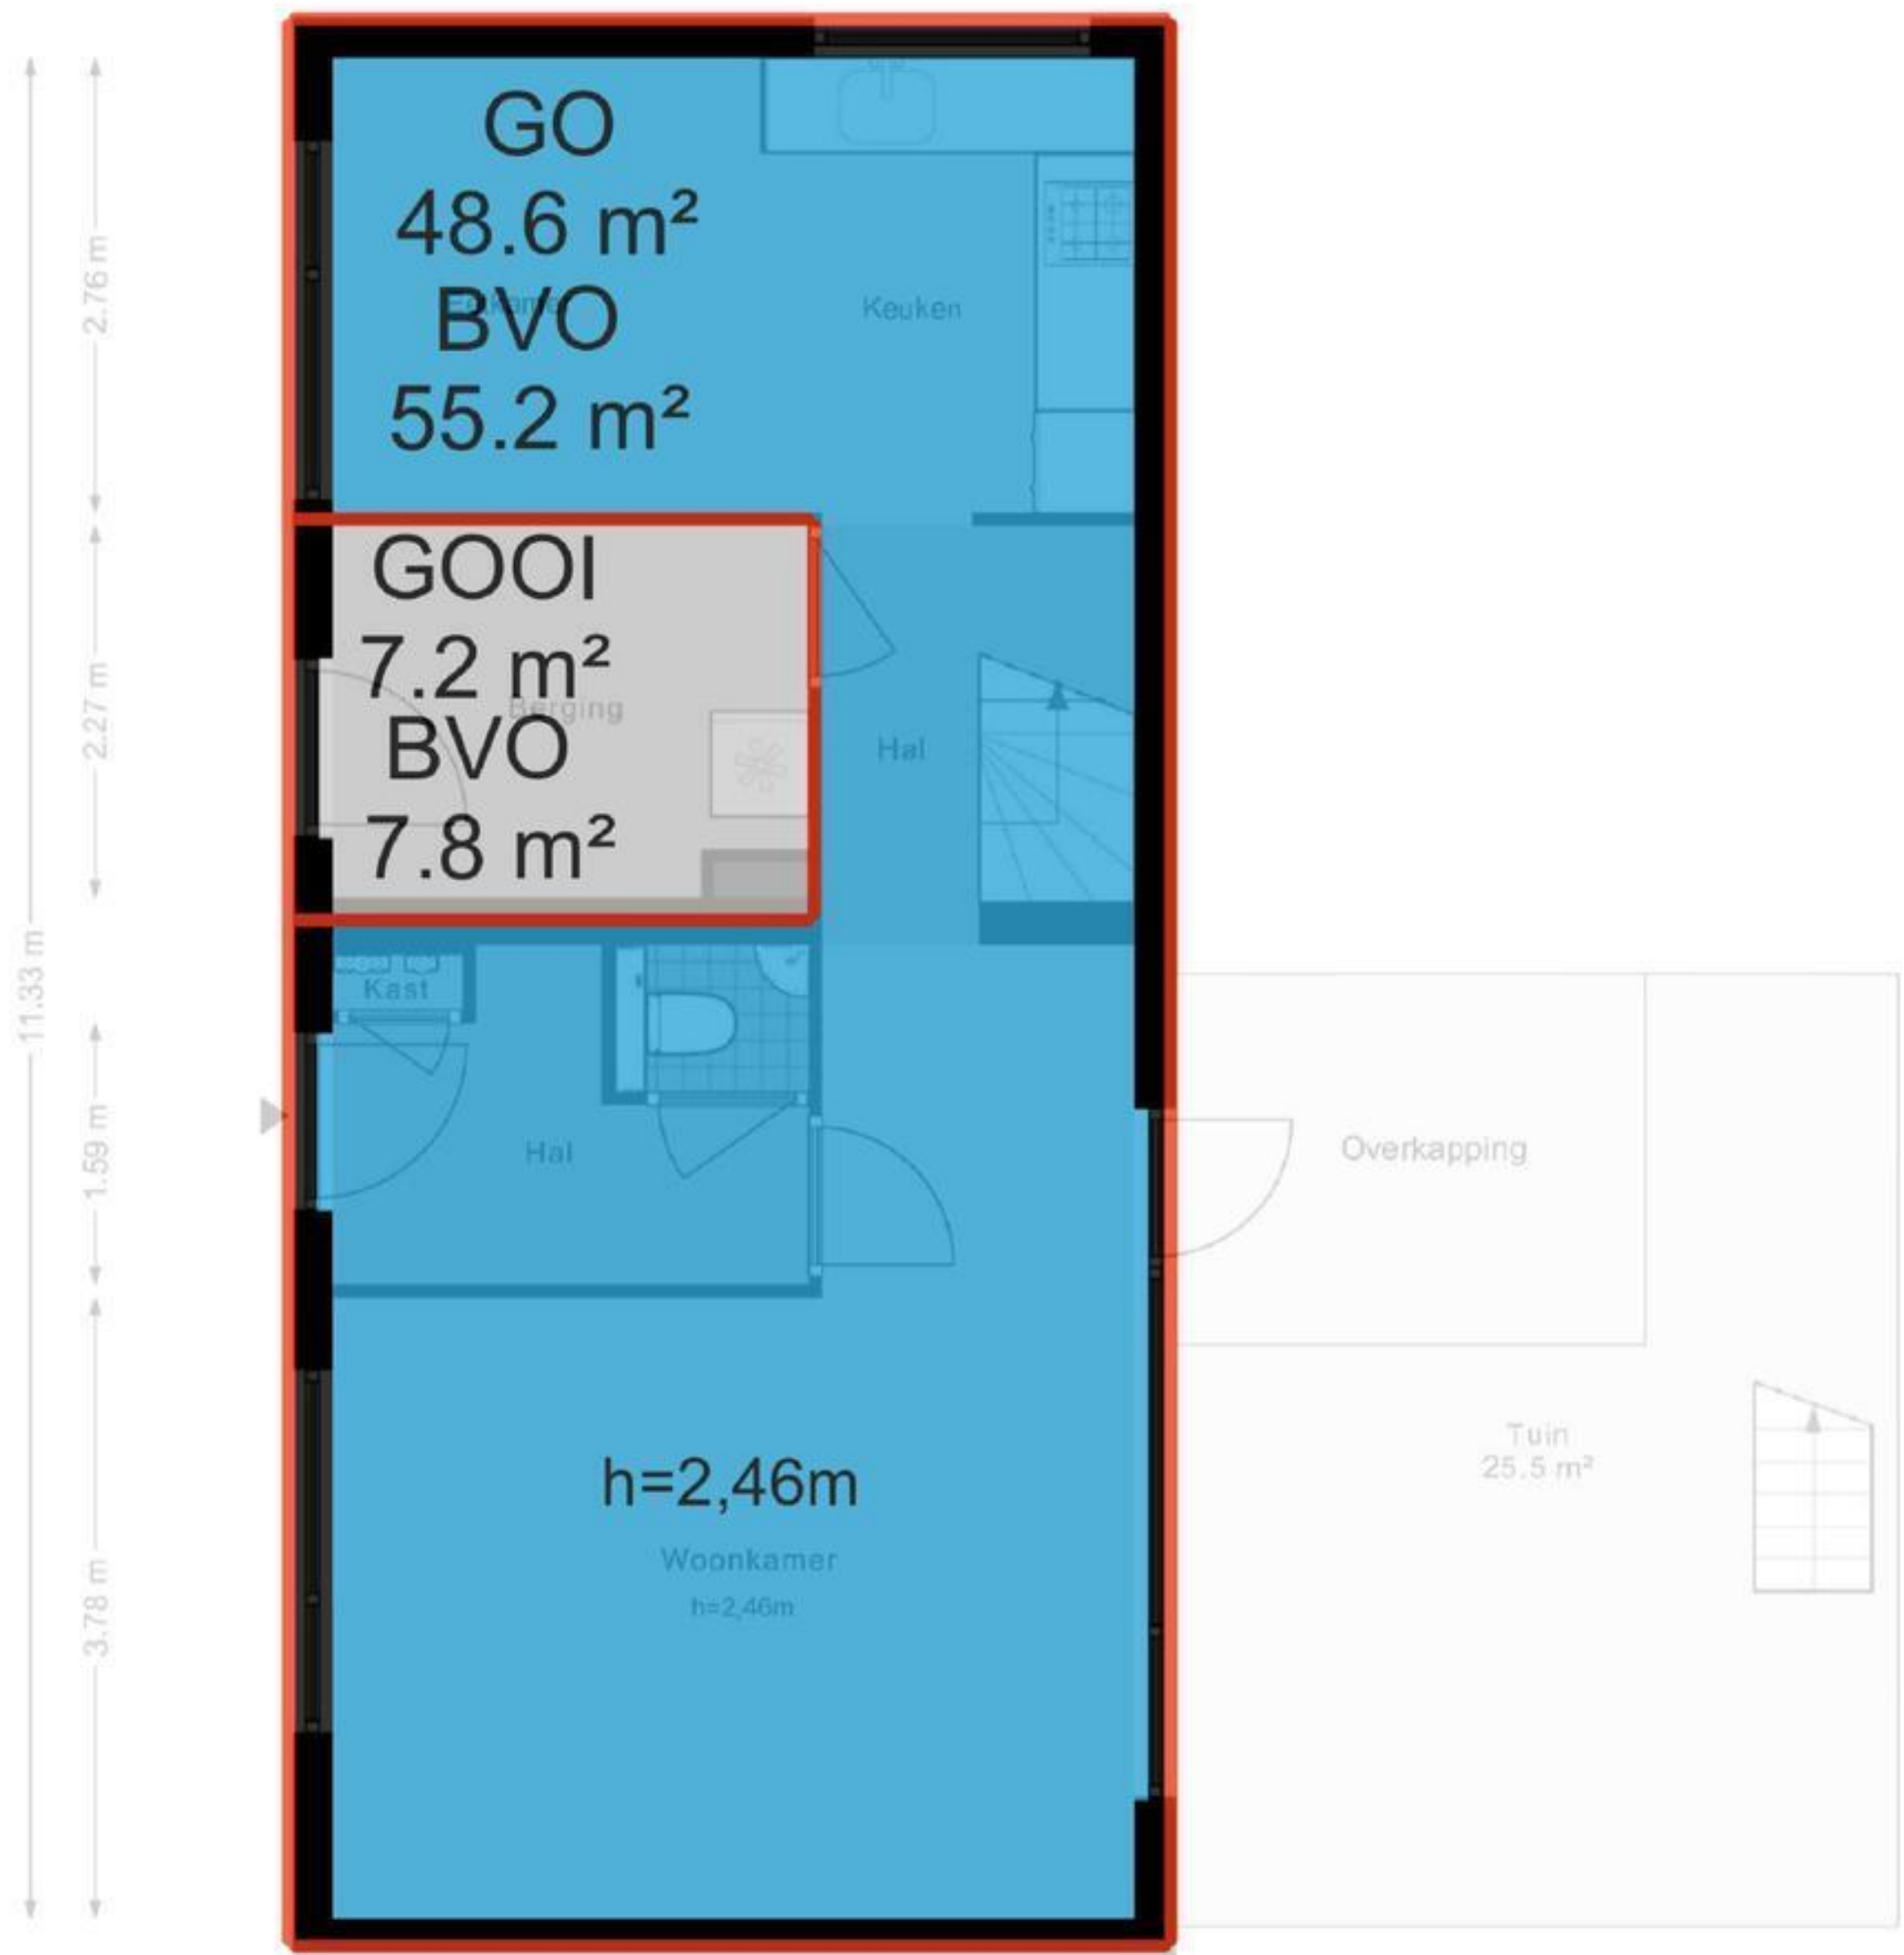 GO
48.6 m²
BVO
55.2 m²
Eetkamer
Keuken
2.76 m
GOOI
7.2 m²
Berging
BVO
7.8 m²
Hal
2.27 m
11.33 m
Kast
Hal
1.59 m
Overkapping
h=2,46m
Woonkamer
h=2,46m
3.78 m
Tuin
25.5 m²